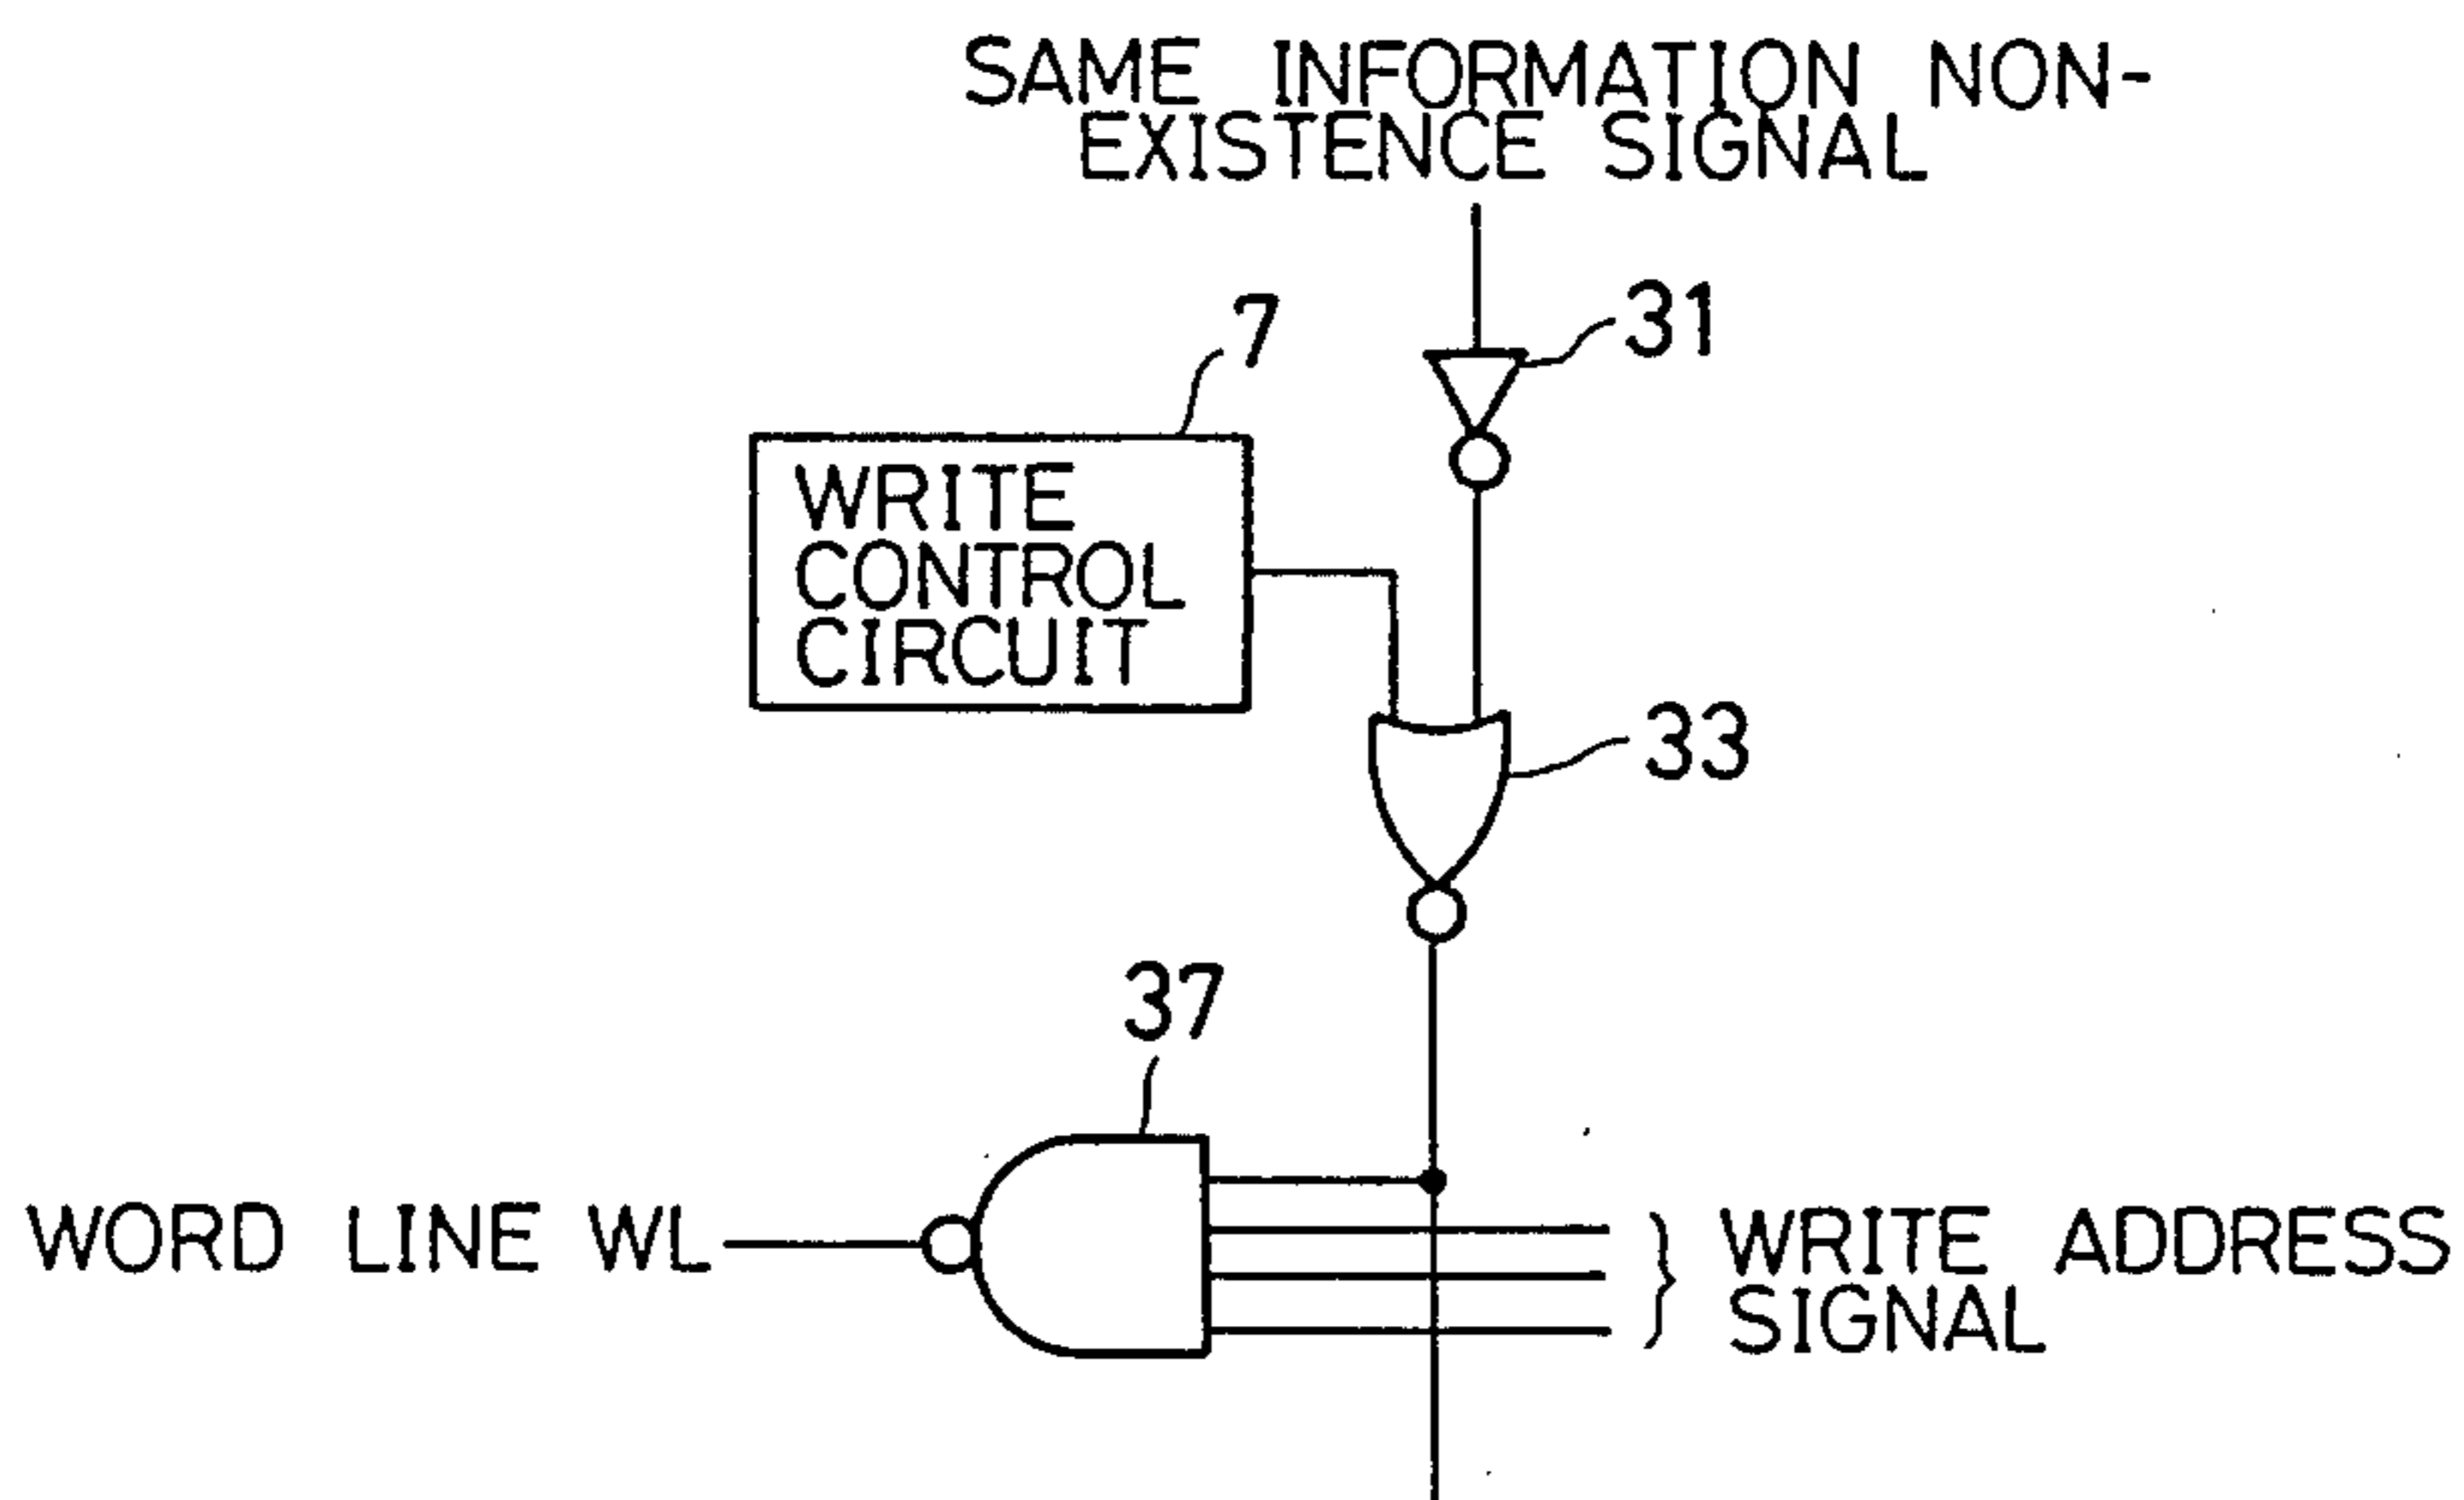 SAME INFORMATION NON-
EXISTENCE SIGNAL
31
7
WRITE
CONTROL
CIRCUIT
33
37
WORD LINE WL
WRITE ADDRESS
SIGNAL